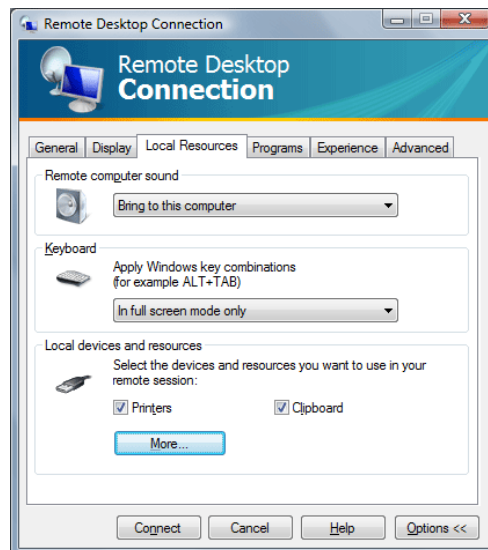 Remote Desktop Connection
Remote Desktop
Connection
General Display Local Resources Programs Experience Advanced
Remote computer sound
Bring to this computer
Keyboard
Apply Windows key combinations
(for example ALT+TAB)
In full screen mode only
Local devices and resources
Select the devices and resources you want to use in your
remote session:
Printers Clipboard
More...
Connect Cancel Help Options <<